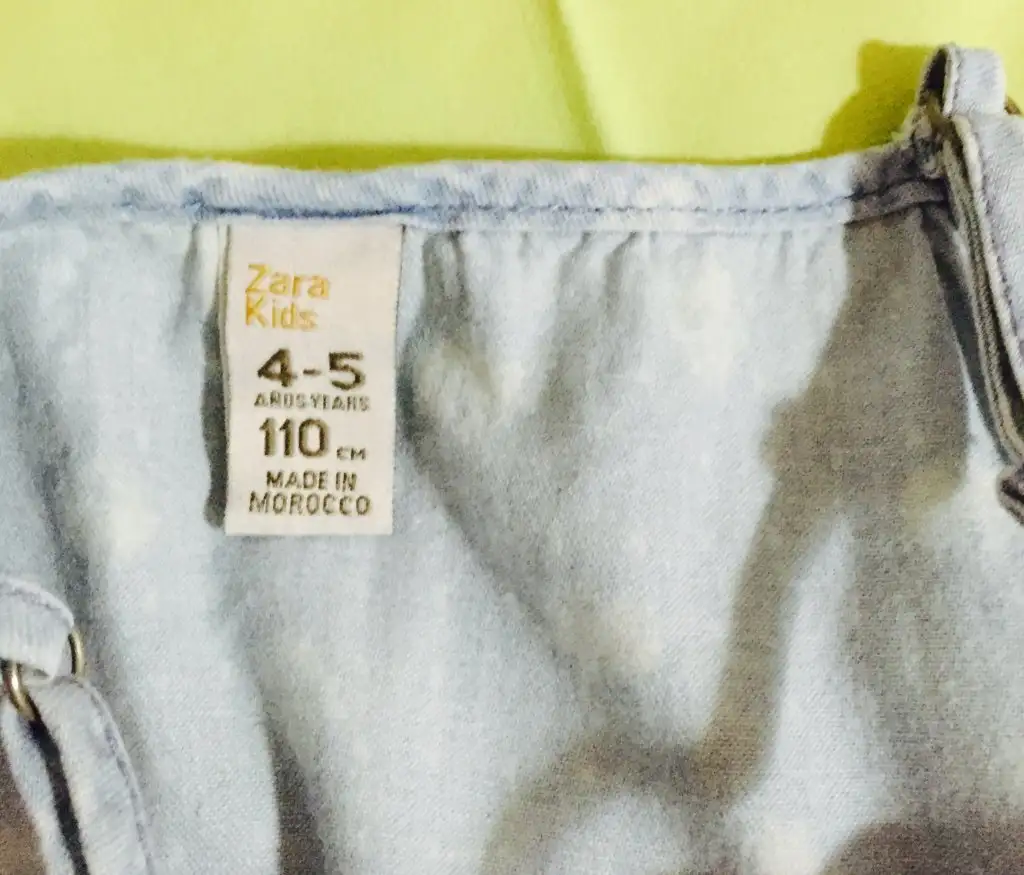 Zara
Kids
4-5
AÑOS YEARS
110 CM
MADE IN
MOROCCO